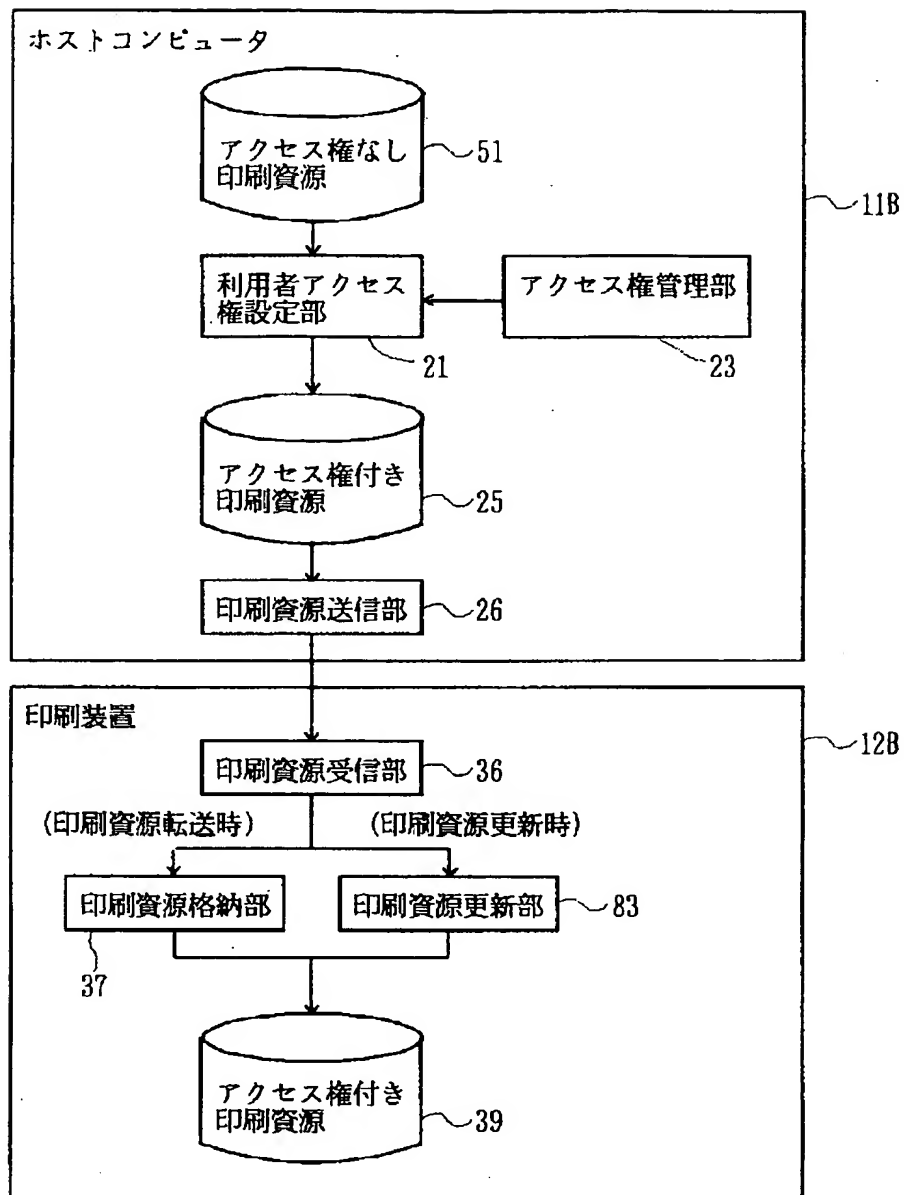 ホストコンピュータ
アクセス権なし
印刷資源
51
11B
利用者アクセス
権設定部
アクセス権管理部
21
23
アクセス権付き
印刷資源
25
印刷資源送信部
26
印刷装置
12B
印刷資源受信部
36
(印刷資源転送時)
(印刷資源更新時)
印刷資源格納部
印刷資源更新部
83
37
アクセス権付き
印刷資源
39